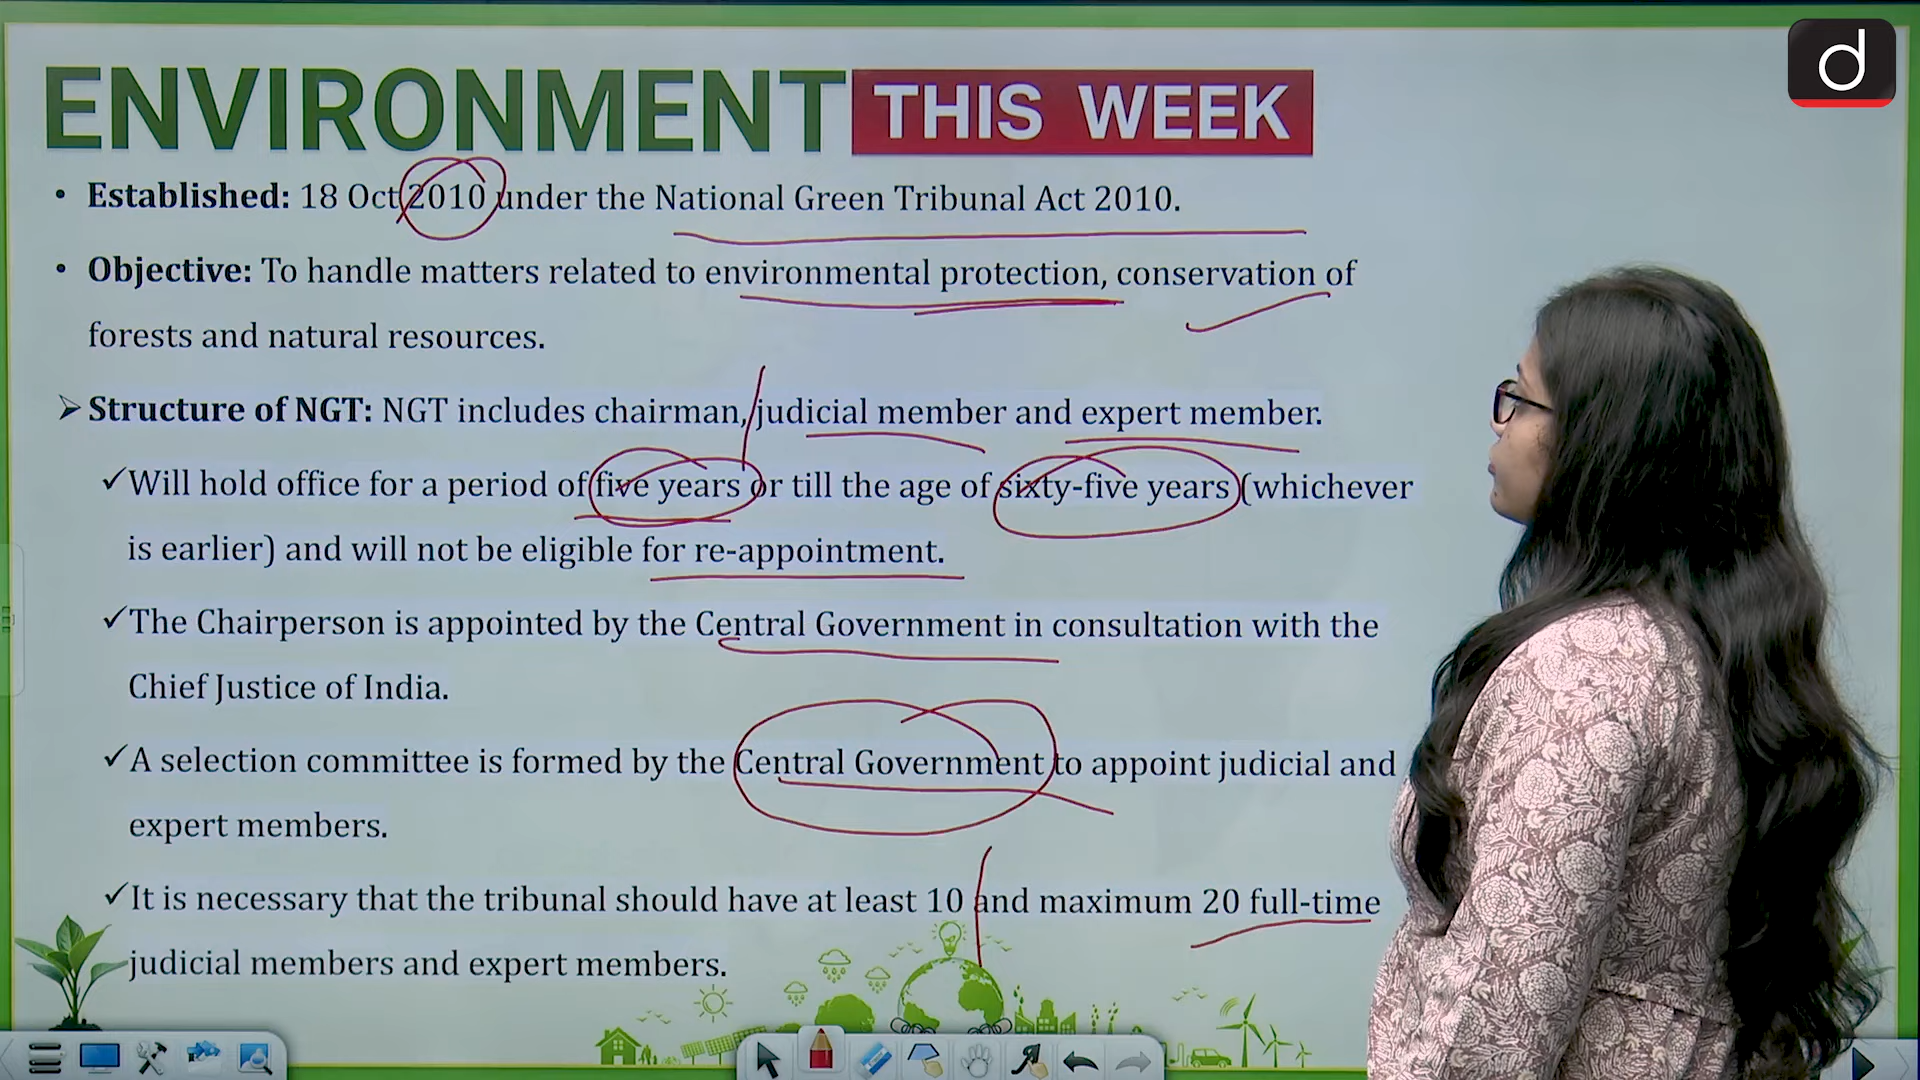 d
ENVIRONMENT THIS WEEK
• Established: 18 Oct 2010 under the National Green Tribunal Act 2010.
• Objective: To handle matters related to environmental protection, conservation of
forests and natural resources.
➢ Structure of NGT: NGT includes chairman, judicial member and expert member.
✓Will hold office for a period of five years or till the age of sixty-five years (whichever
is earlier) and will not be eligible for re-appointment.
✓The Chairperson is appointed by the Central Government in consultation with the
Chief Justice of India.
✓A selection committee is formed by the Central Government to appoint judicial and
expert members.
✓It is necessary that the tribunal should have at least 10 and maximum 20 full-time
judicial members and expert members.